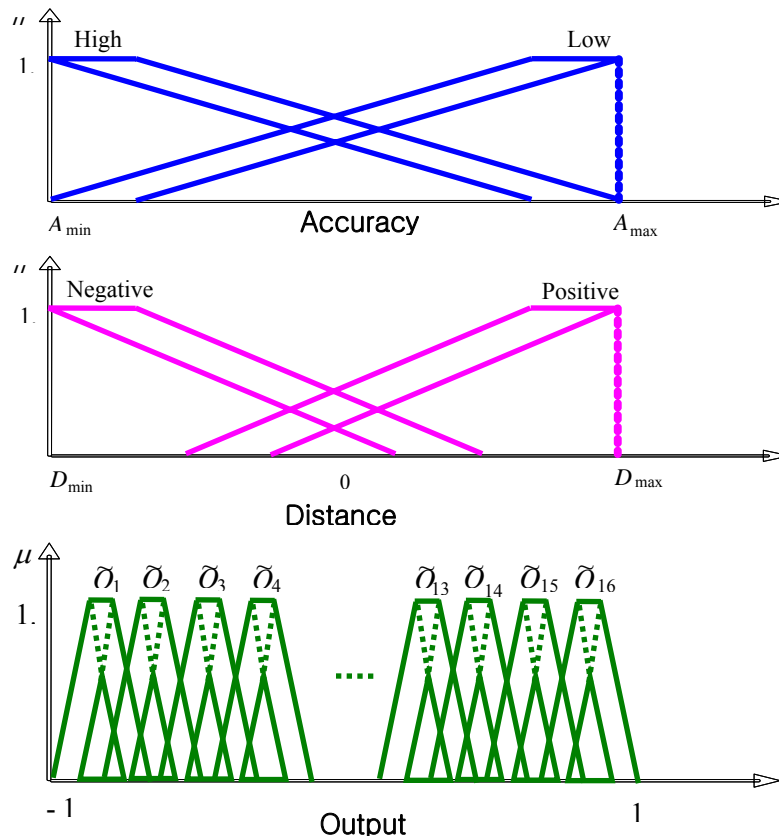 High Low
1.
A min Accuracy A max
Negative Positive
1.
D min 0 D max
Distance
μ
Õ1 Õ2 Õ3 Õ4 Õ13 Õ14 Õ15 Õ16
1.
.....
- 1 Output 1